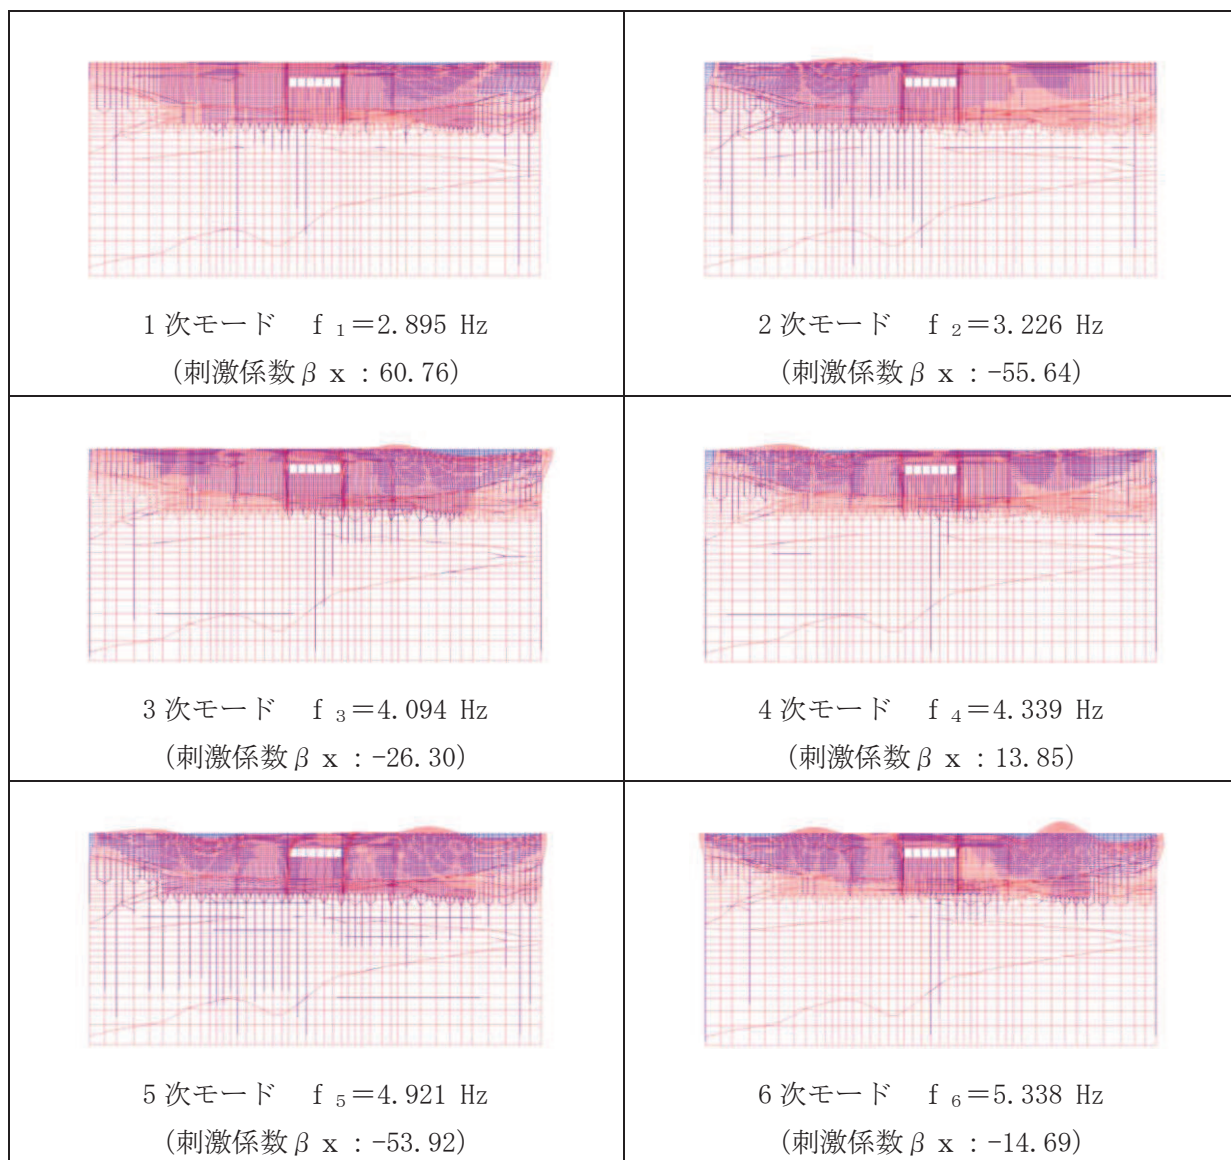 1 次モード f ₁＝2.895 Hz
(刺激係数β x : 60.76)
2 次モード f ₂＝3.226 Hz
(刺激係数β x : -55.64)
3 次モード f ₃＝4.094 Hz
(刺激係数β x : -26.30)
4 次モード f ₄＝4.339 Hz
(刺激係数β x : 13.85)
5 次モード f ₅＝4.921 Hz
(刺激係数β x : -53.92)
6 次モード f ₆＝5.338 Hz
(刺激係数β x : -14.69)